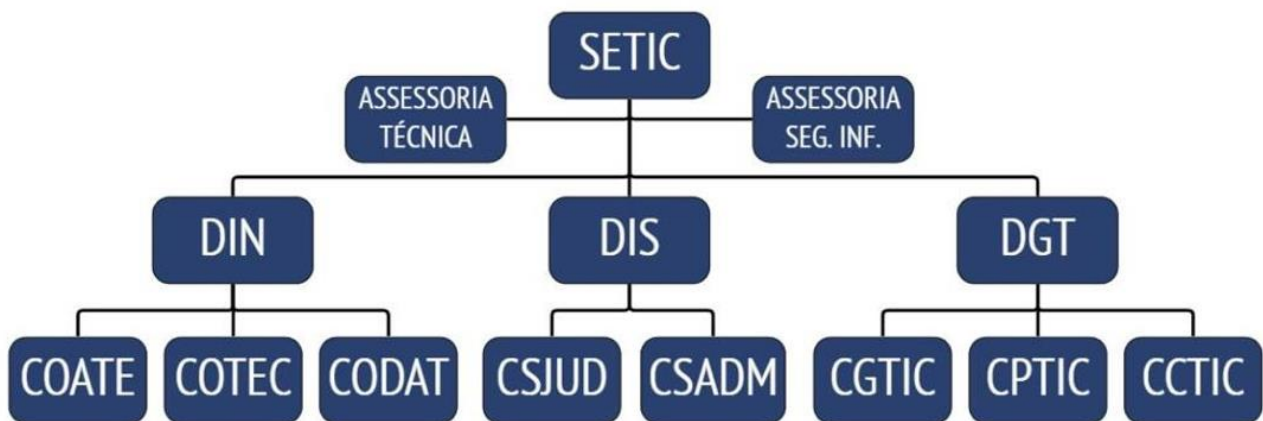 SETIC
ASSESSORIA
TÉCNICA
ASSESSORIA
SEG. INF.
DIN
DIS
DGT
COATE
COTEC
CODAT
CSJUD
CSADM
CGTIC
CPTIC
CCTIC